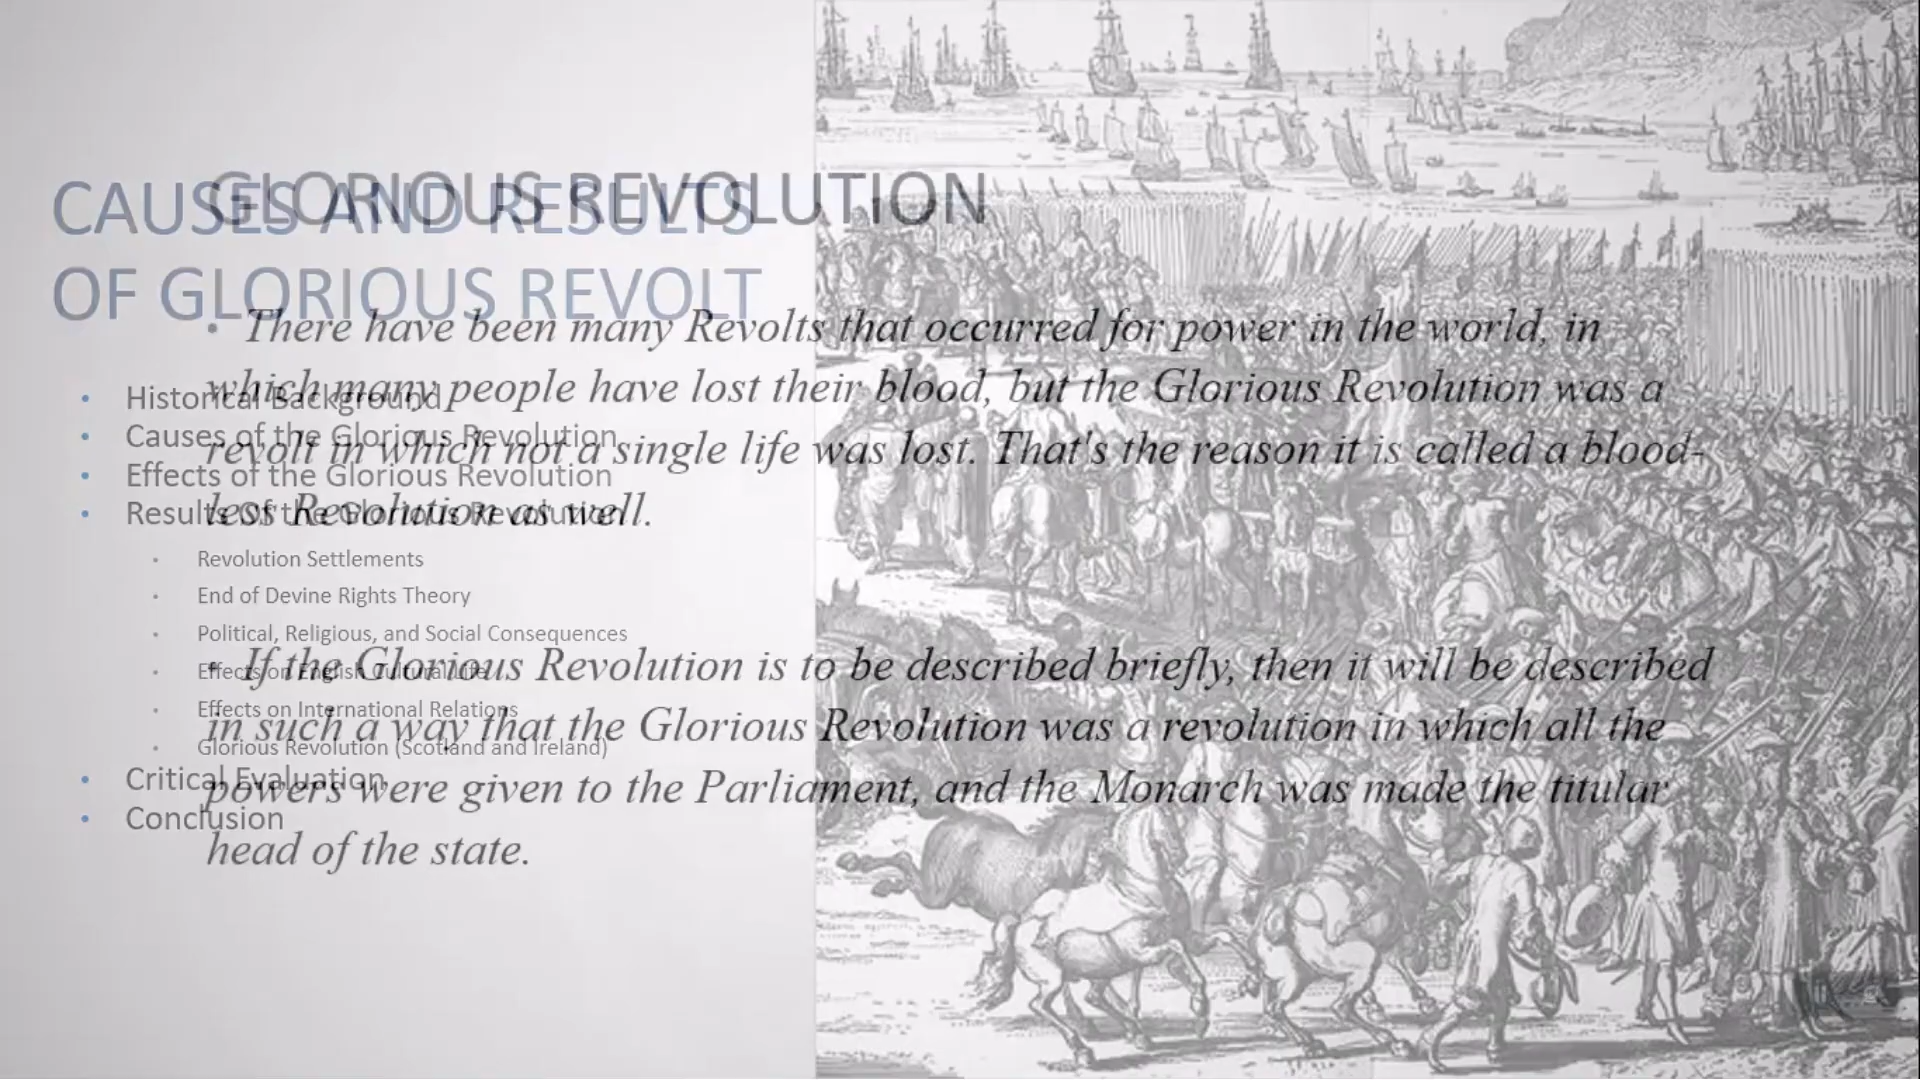 CAUSES AND RESULTS
OF GLORIOUS REVOLT
• Historical Background
• Causes of the Glorious Revolution
• Effects of the Glorious Revolution
• Results Of the Glorious Revolution
• Revolution Settlements
• End of Devine Rights Theory
• Political, Religious, and Social Consequences
• Effects on English Cultural Life
• Effects on International Relations
• Glorious Revolution (Scotland and Ireland)
• Critical Evaluation
• Conclusion
GLORIOUS REVOLUTION
• There have been many Revolts that occurred for power in the world, in
which many people have lost their blood, but the Glorious Revolution was a
revolt in which not a single life was lost. That's the reason it is called a blood-
less Revolution as well.
• If the Glorious Revolution is to be described briefly, then it will be described
in such a way that the Glorious Revolution was a revolution in which all the
powers were given to the Parliament, and the Monarch was made the titular
head of the state.